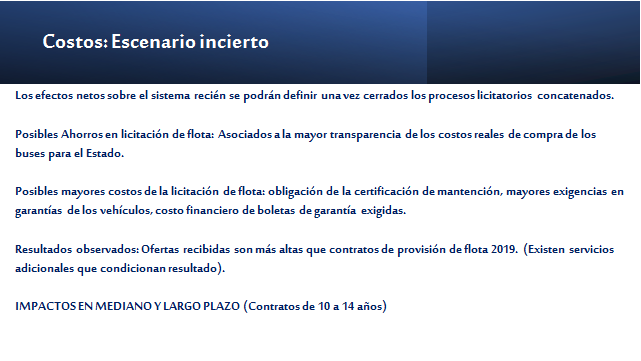 Costos: Escenario incierto
Los efectos netos sobre el sistema recién se podrán definir una vez cerrados los procesos licitatorios concatenados.
Posibles Ahorros en licitación de flota: Asociados a la mayor transparencia de los costos reales de compra de los
buses para el Estado.
Posibles mayores costos de la licitación de flota: obligación de la certificación de mantención, mayores exigencias en
garantías de los vehículos, costo financiero de boletas de garantía exigidas.
Resultados observados: Ofertas recibidas son más altas que contratos de provisión de flota 2019. (Existen servicios
adicionales que condicionan resultado).
IMPACTOS EN MEDIANO Y LARGO PLAZO (Contratos de 10 a 14 años)